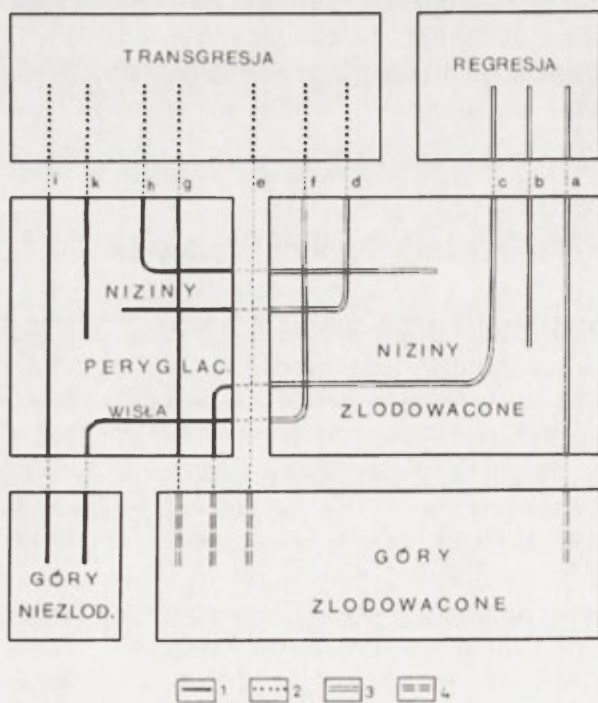 TRANSGRESJA
REGRESJA
l k h g e f d c b a
NIZINY
NIZINY
PERYGLAC.
WISŁA
ZLODOWACONE
GÓRY
NIEZLOD.
GÓRY
ZLODOWACONE
1 2 3 4